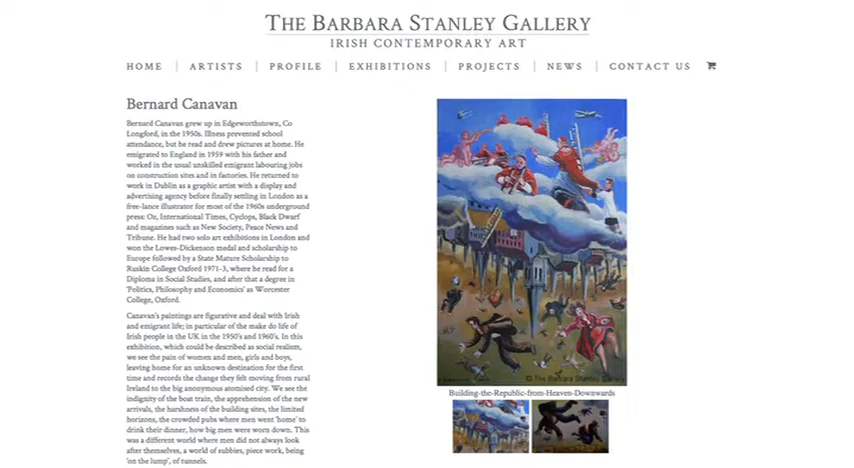 THE BARBARA STANLEY GALLERY
IRISH CONTEMPORARY ART
HOME | ARTISTS | PROFILE | EXHIBITIONS | PROJECTS | NEWS | CONTACT US
Bernard Canavan
Bernard Canavan grew up in Edgeworthstown, Co
Longford, in the 1950s. Illness prevented school
attendance, but he read and drew pictures at home. He
emigrated to England in 1959 with his father and
worked in the usual unskilled emigrant labouring jobs
on construction sites and in factories. He returned to
work in Dublin as a graphic artist with a display and
advertising agency before finally settling in London as a
free-lance illustrator for most of the 1960s underground
press: Oz, International Times, Cyclops, Black Dwarf
and magazines such as New Society, Peace News and
Tribune. He had two solo art exhibitions in London and
won the Lowes-Dickenson medal and scholarship to
Europe followed by a State Mature Scholarship to
Ruskin College Oxford 1971-3, where he read for a
Diploma in Social Studies, and after that a degree in
'Politics, Philosophy and Economics' as Worcester
College, Oxford.
Canavan's paintings are figurative and deal with Irish
and emigrant life; in particular of the make do life of
Irish people in the UK in the 1950's and 1960's. In this
exhibition, which could be described as social realism,
we see the pain of women and men, girls and boys,
leaving home for an unknown destination for the first
time and records the change they felt moving from rural
Ireland to the big anonymous atomised city. We see the
indignity of the boat train, the apprehension of the new
arrivals, the harshness of the building sites, the limited
horizons, the crowded pubs where men went 'home' to
drink their dinner, how big men were worn down. This
was a different world where men did not always look
after themselves, a world of subbies, piece work, being
'on the lump', of tunnels.
© The Barbara Stanley Gallery
Building-the-Republic-from-Heaven-Downwards